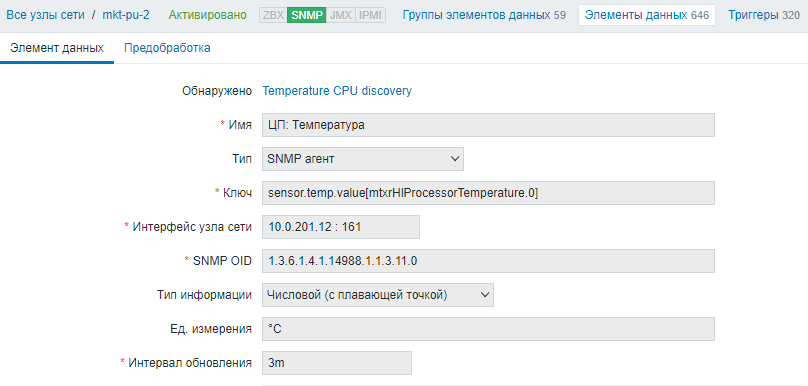 Все узлы сети / mkt-pu-2 Активировано ZBX SNMP JMX IPMI Группы элементов данных 59 Элементы данных 646 Триггеры 320
Элемент данных Предобработка
Обнаружено Temperature CPU discovery
* Имя ЦП: Температура
Тип SNMP агент
* Ключ sensor.temp.value[mtxrHlProcessorTemperature.0]
* Интерфейс узла сети 10.0.201.12 : 161
* SNMP OID 1.3.6.1.4.1.14988.1.1.3.11.0
Тип информации Числовой (с плавающей точкой)
Ед. измерения °C
* Интервал обновления 3m